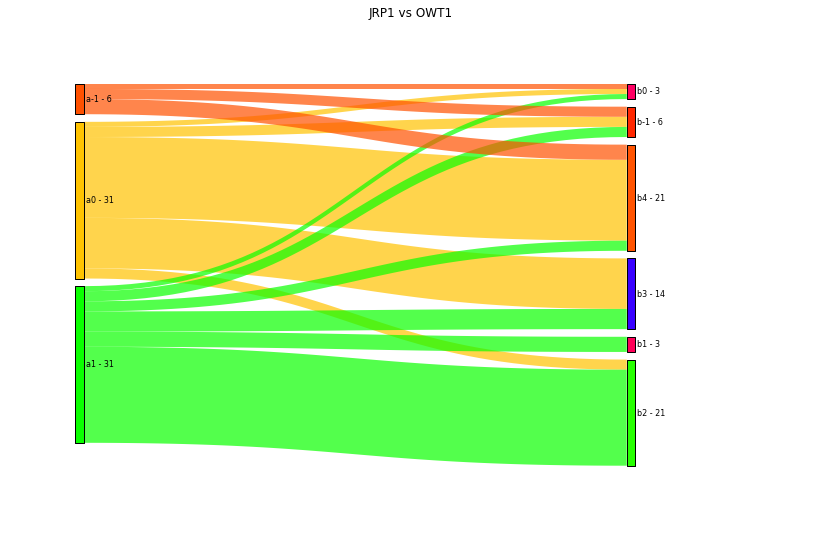 JRP1 vs OWT1
a-1 - 6
a0 - 31
a1 - 31
b0 - 3
b-1 - 6
b4 - 21
b3 - 14
b1 - 3
b2 - 21